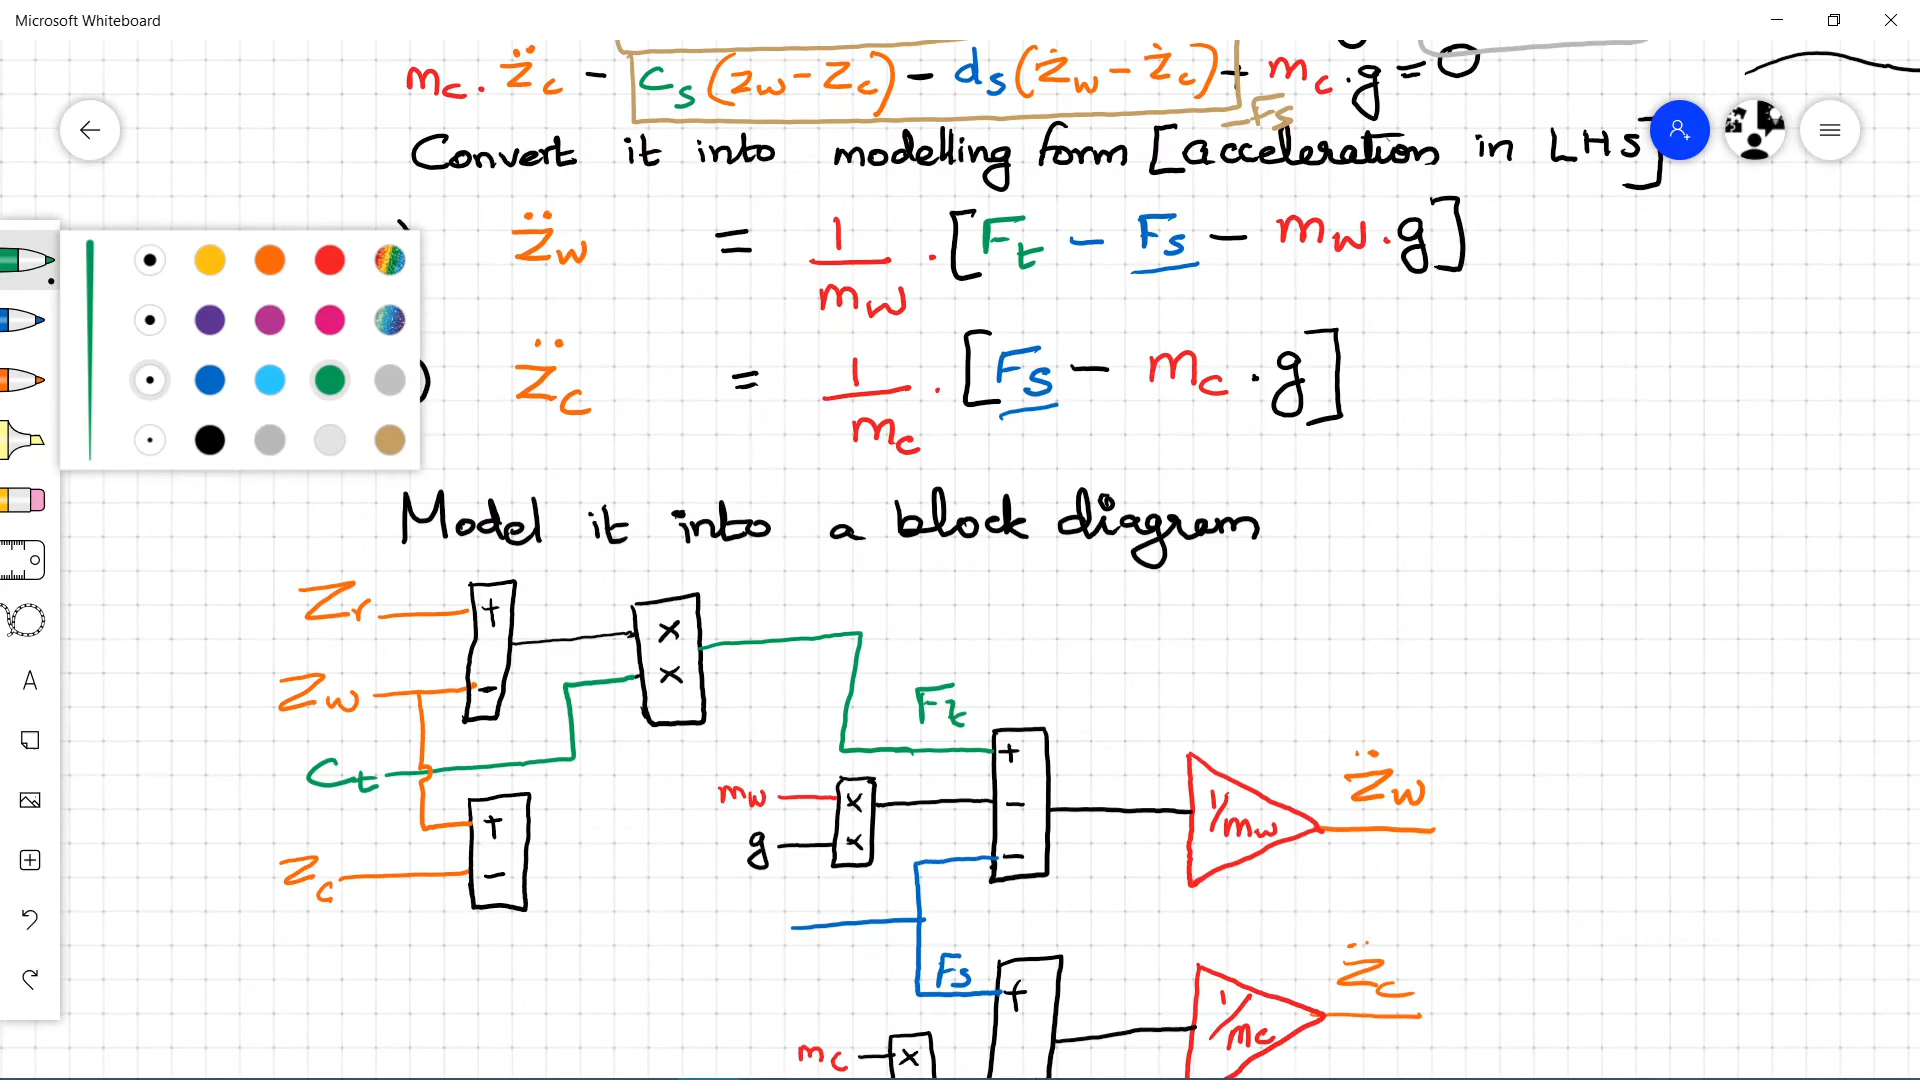 Microsoft Whiteboard
mc · z̈c - cs (zw - zc) - ds (żw - żc) + mc · g = 0
-Fs
Convert it into modelling form [acceleration in LHS]
) z̈w = 1/mw · [Ft - Fs - mw · g]
) z̈c = 1/mc · [Fs - mc · g]
Model it into a block diagram
Zr + × ×
Zw -
Ft
Ct
mw × + - -
g ×
1/mw z̈w
+
Zc -
Fs + 1/mc z̈c
mc ×
A